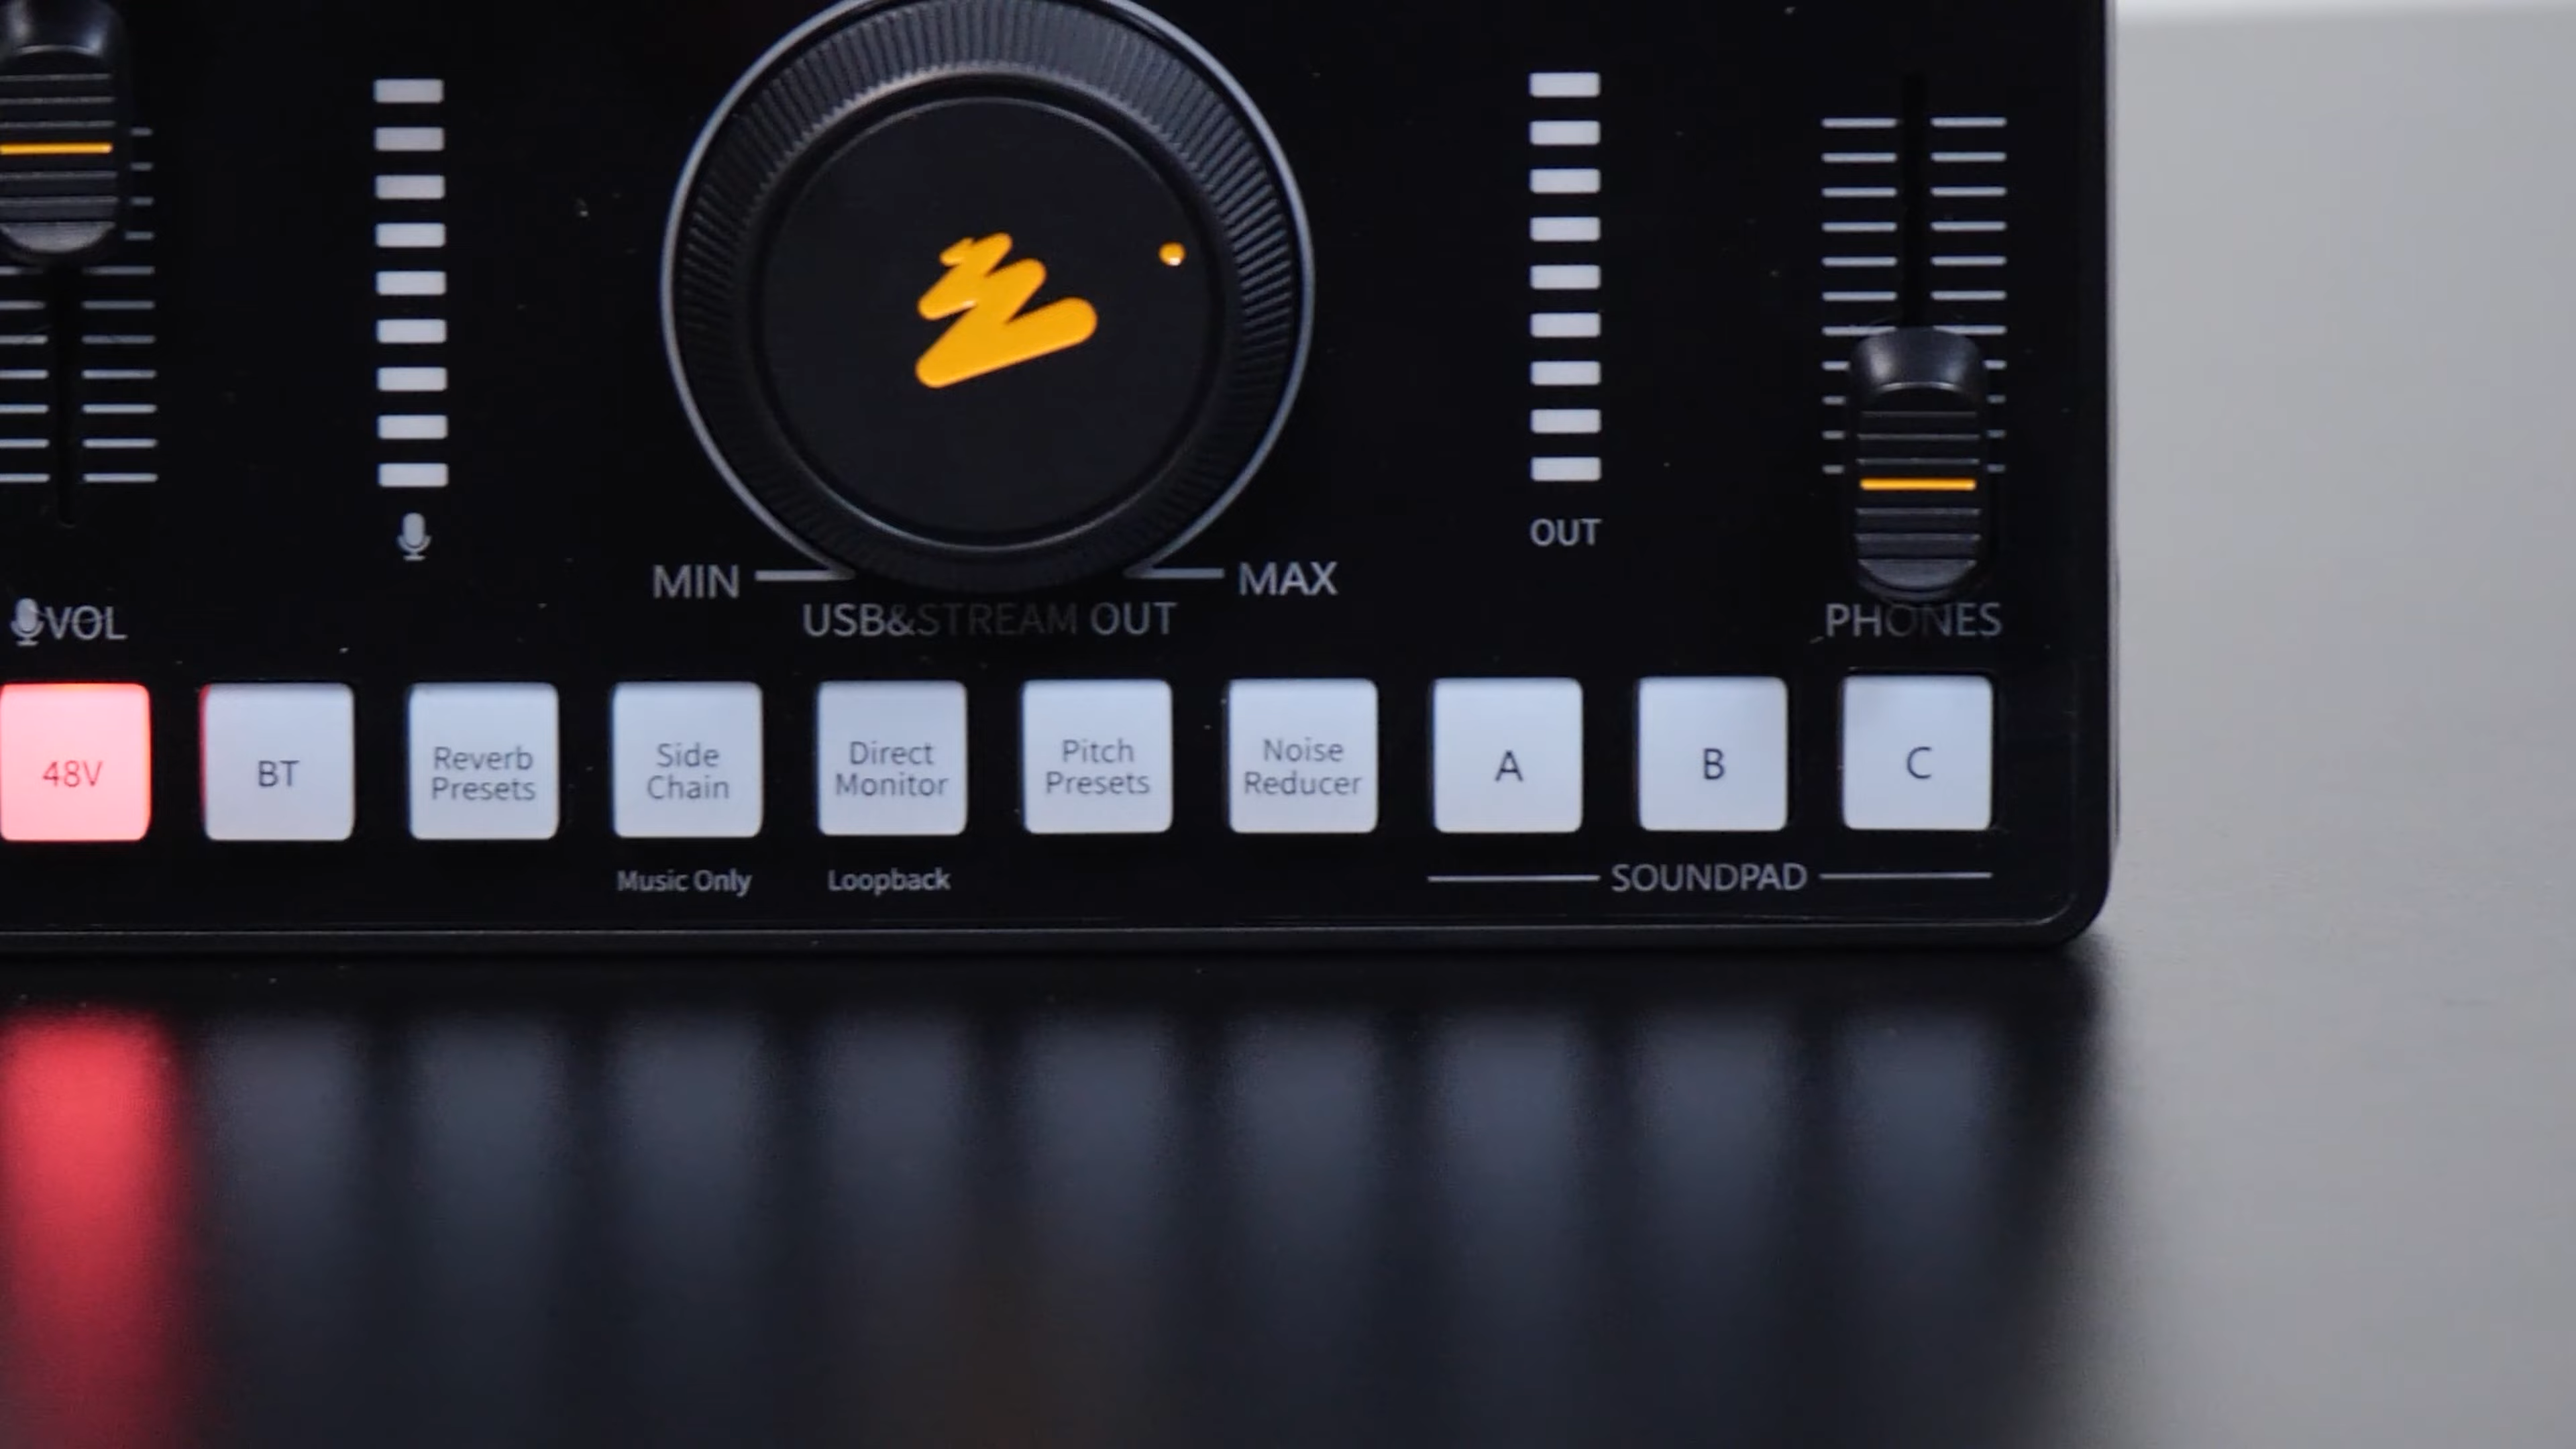 OUT
MIN MAX
VOL USB&STREAM OUT PHONES
48V
BT
Reverb
Presets
Side
Chain
Direct
Monitor
Pitch
Presets
Noise
Reducer
A
B
C
Music Only
Loopback
SOUNDPAD